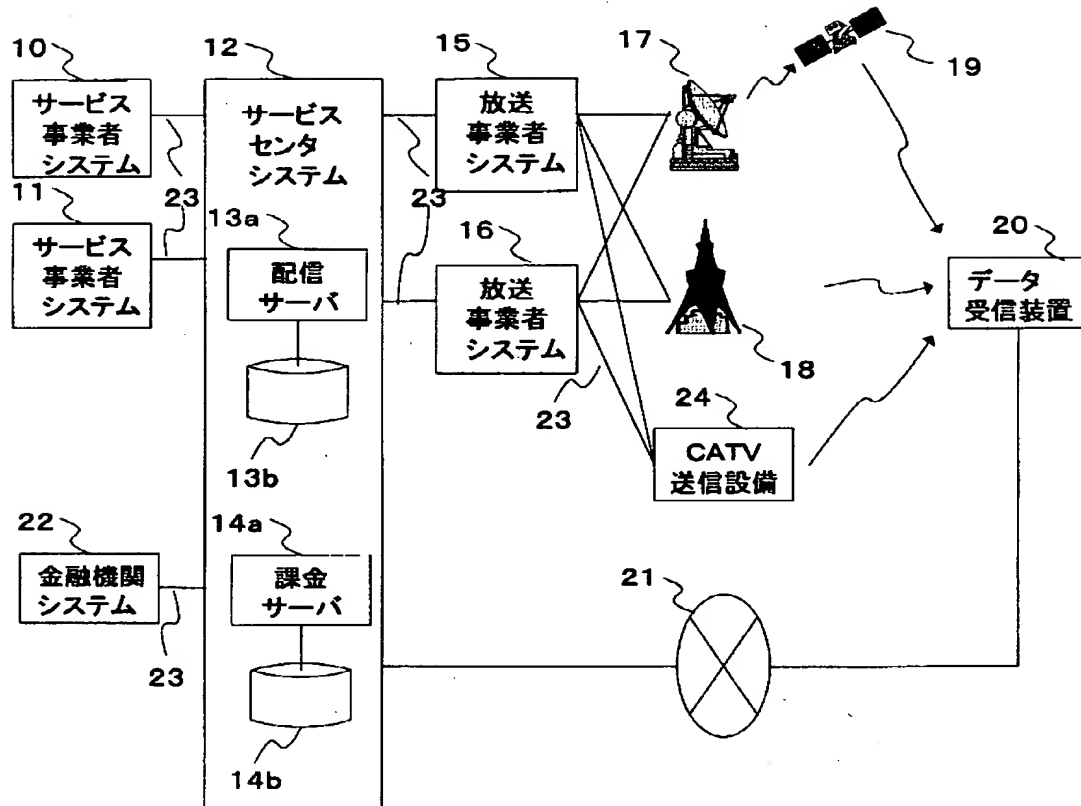 10
サービス
事業者
システム
23
11
サービス
事業者
システム
23
22
金融機関
システム
23
12
サービス
センタ
システム
13a
配信
サーバ
13b
14a
課金
サーバ
14b
15
放送
事業者
システム
23
16
放送
事業者
システム
23
17
18
19
24
CATV
送信設備
20
データ
受信装置
21